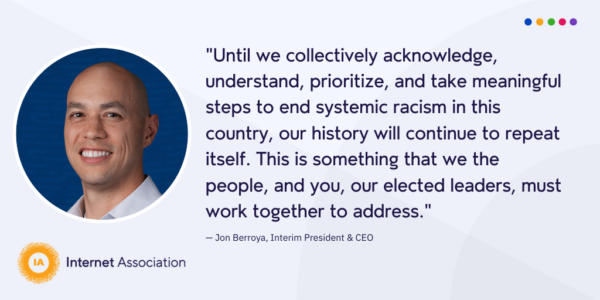 "Until we collectively acknowledge,
understand, prioritize, and take meaningful
steps to end systemic racism in this
country, our history will continue to repeat
itself. This is something that we the
people, and you, our elected leaders, must
work together to address."
— Jon Berroya, Interim President & CEO
IA
Internet Association